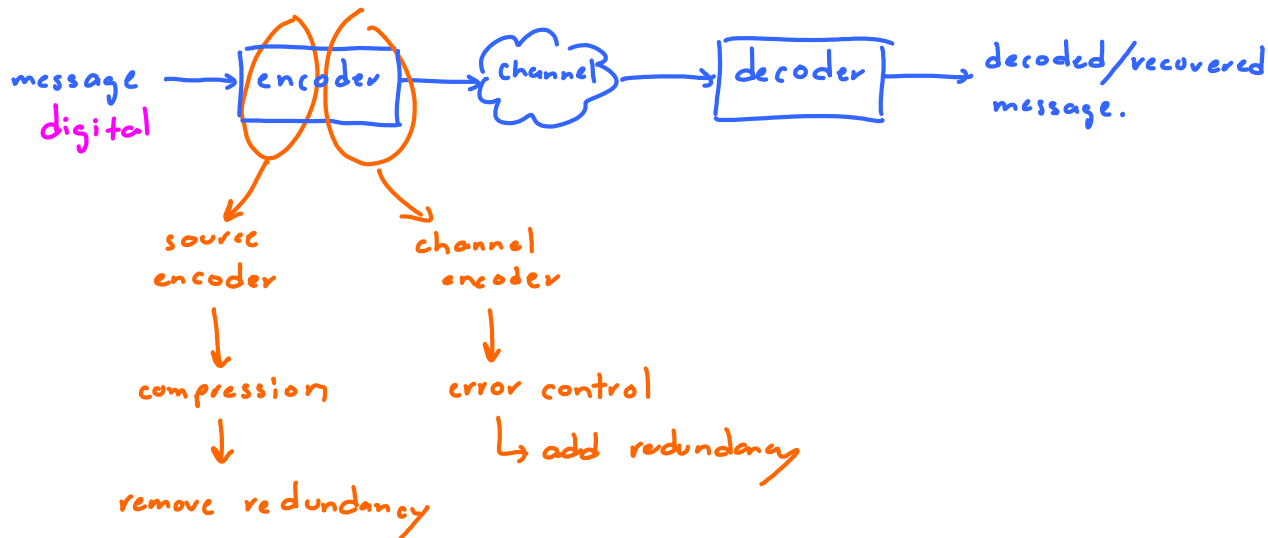 message
digital
encoder
channel
decoder
decoded/recovered
message.
source
encoder
channel
encoder
compression
error control
remove redundancy
add redundancy